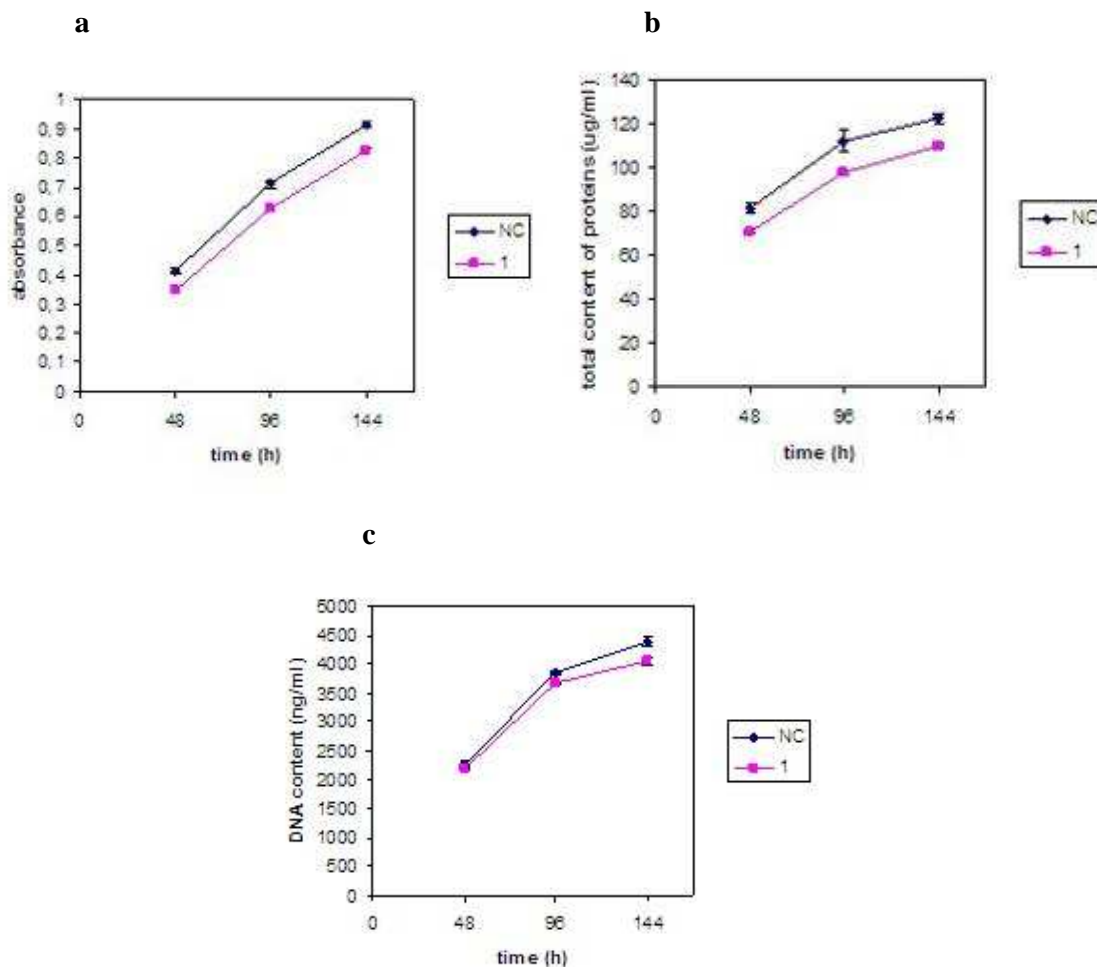 a
absorbance
1
0.9
0.8
0.7
0.6
0.5
0.4
0.3
0.2
0.1
0
0 48 96 144
time (h)
NC
1
b
total content of proteins (ug/ml)
140
120
100
80
60
40
20
0
0 48 96 144
time (h)
NC
1
c
DNA content (ng/ml)
5000
4500
4000
3500
3000
2500
2000
1500
1000
500
0
0 48 96 144
time (h)
NC
1